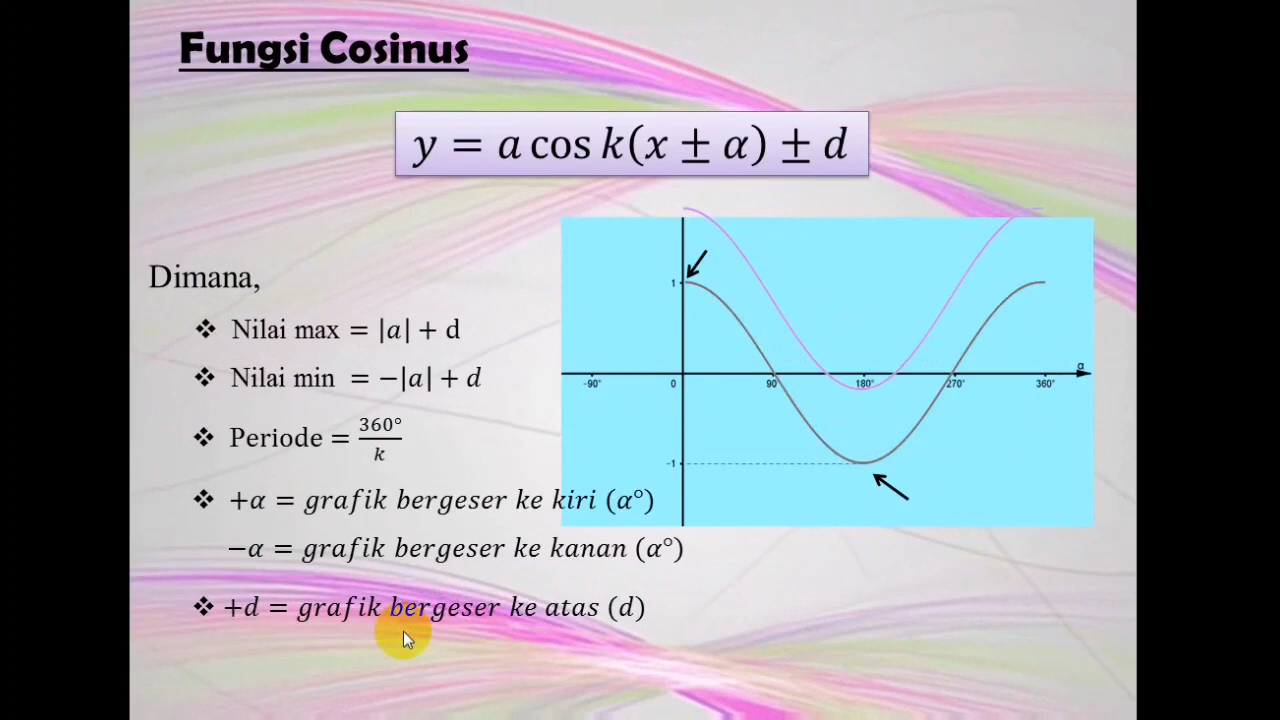 Fungsi Cosinus
y = a cos k(x ± α) ± d
Dimana,
❖ Nilai max = |a| + d
❖ Nilai min = −|a| + d
❖ Periode = 360°/k
❖ +α = grafik bergeser ke kiri (α°)
−α = grafik bergeser ke kanan (α°)
❖ +d = grafik bergeser ke atas (d)
1
α
-90° 0 90 180° 270° 360°
-1